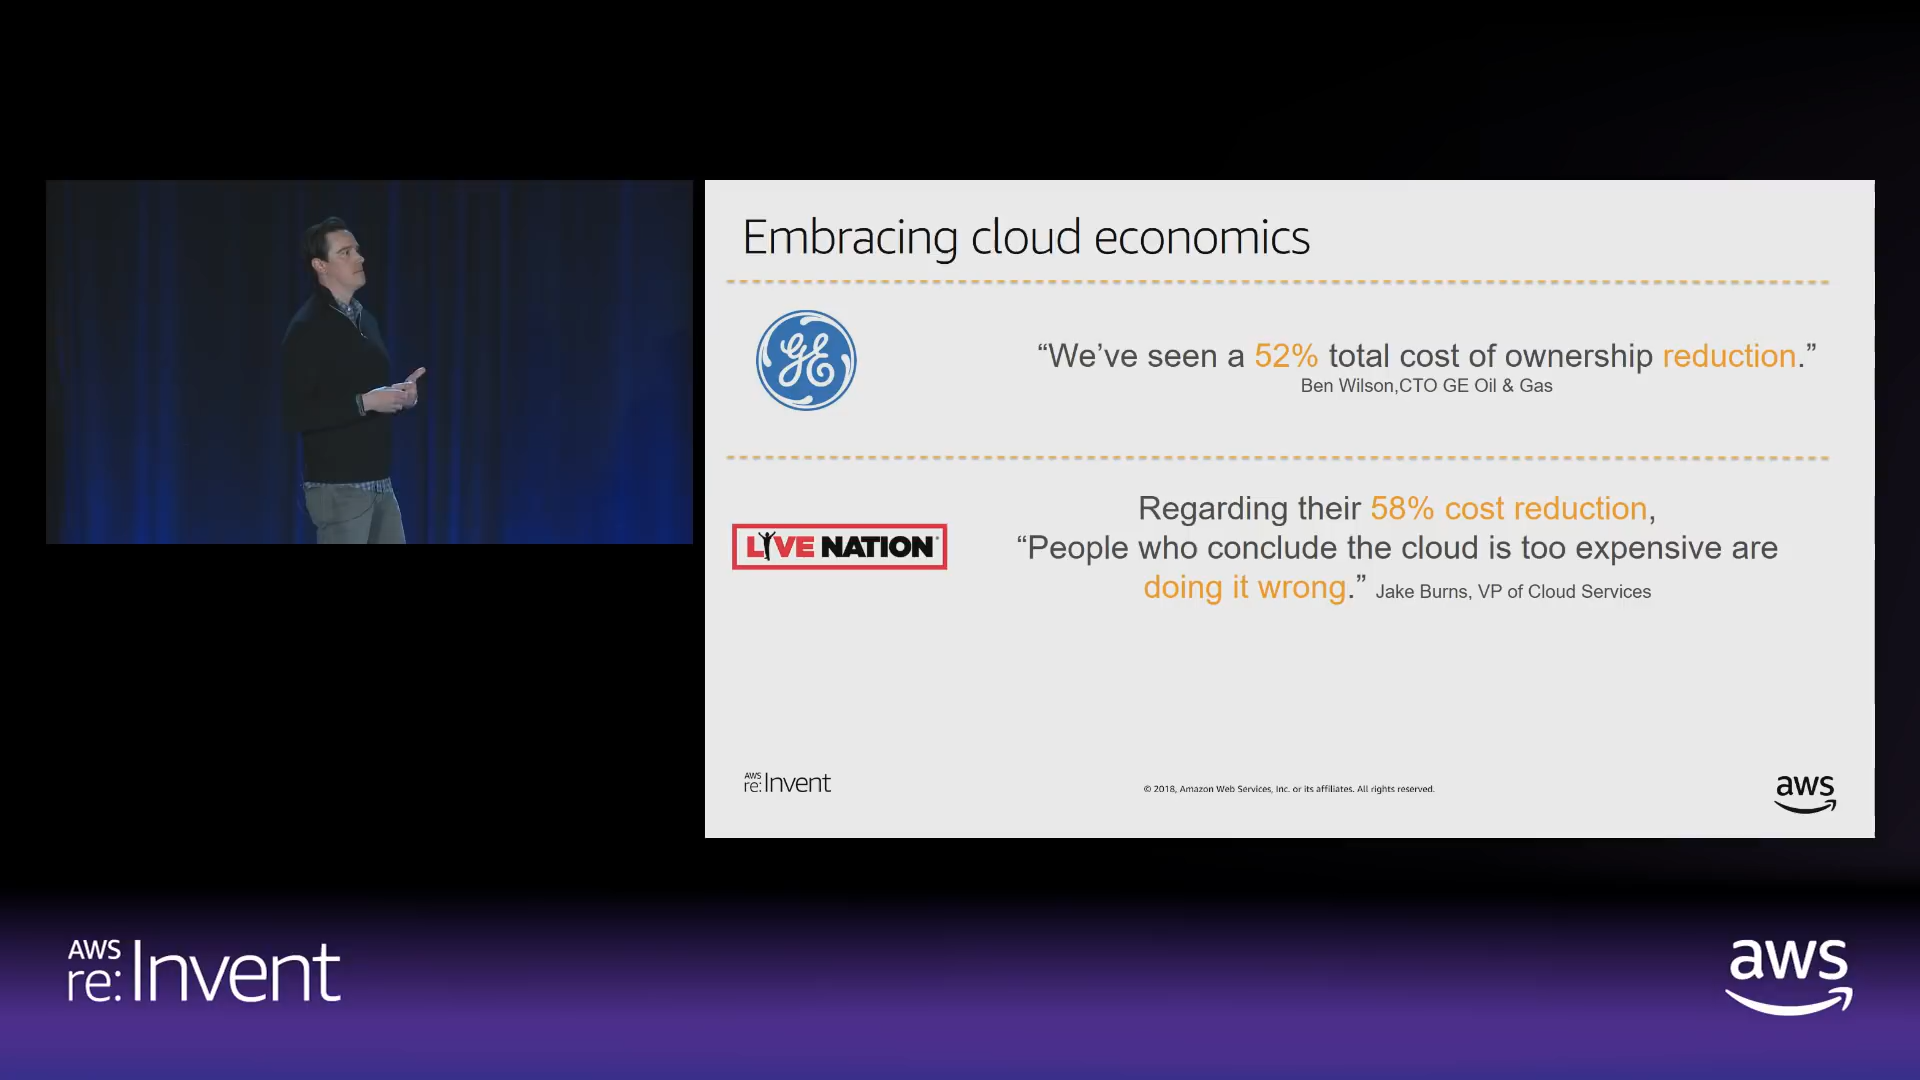 Embracing cloud economics
GE
“We’ve seen a 52% total cost of ownership reduction.”
Ben Wilson,CTO GE Oil & Gas
Regarding their 58% cost reduction,
LIVE NATION
“People who conclude the cloud is too expensive are
doing it wrong.” Jake Burns, VP of Cloud Services
AWS
re:Invent
© 2018, Amazon Web Services, Inc. or its affiliates. All rights reserved.
aws
AWS
re:Invent
aws